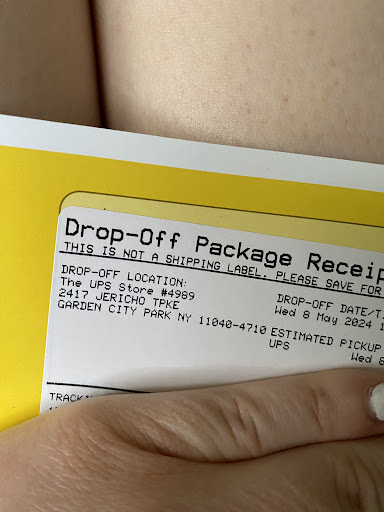 Drop-Off Package Receip
THIS IS NOT A SHIPPING LABEL. PLEASE SAVE FOR
DROP-OFF LOCATION:
The UPS Store #4989
2417 JERICHO TPKE
GARDEN CITY PARK NY 11040-4710
DROP-OFF DATE/T
Wed 8 May 2024 1
ESTIMATED PICKUP
UPS
Wed 8
TRACKI